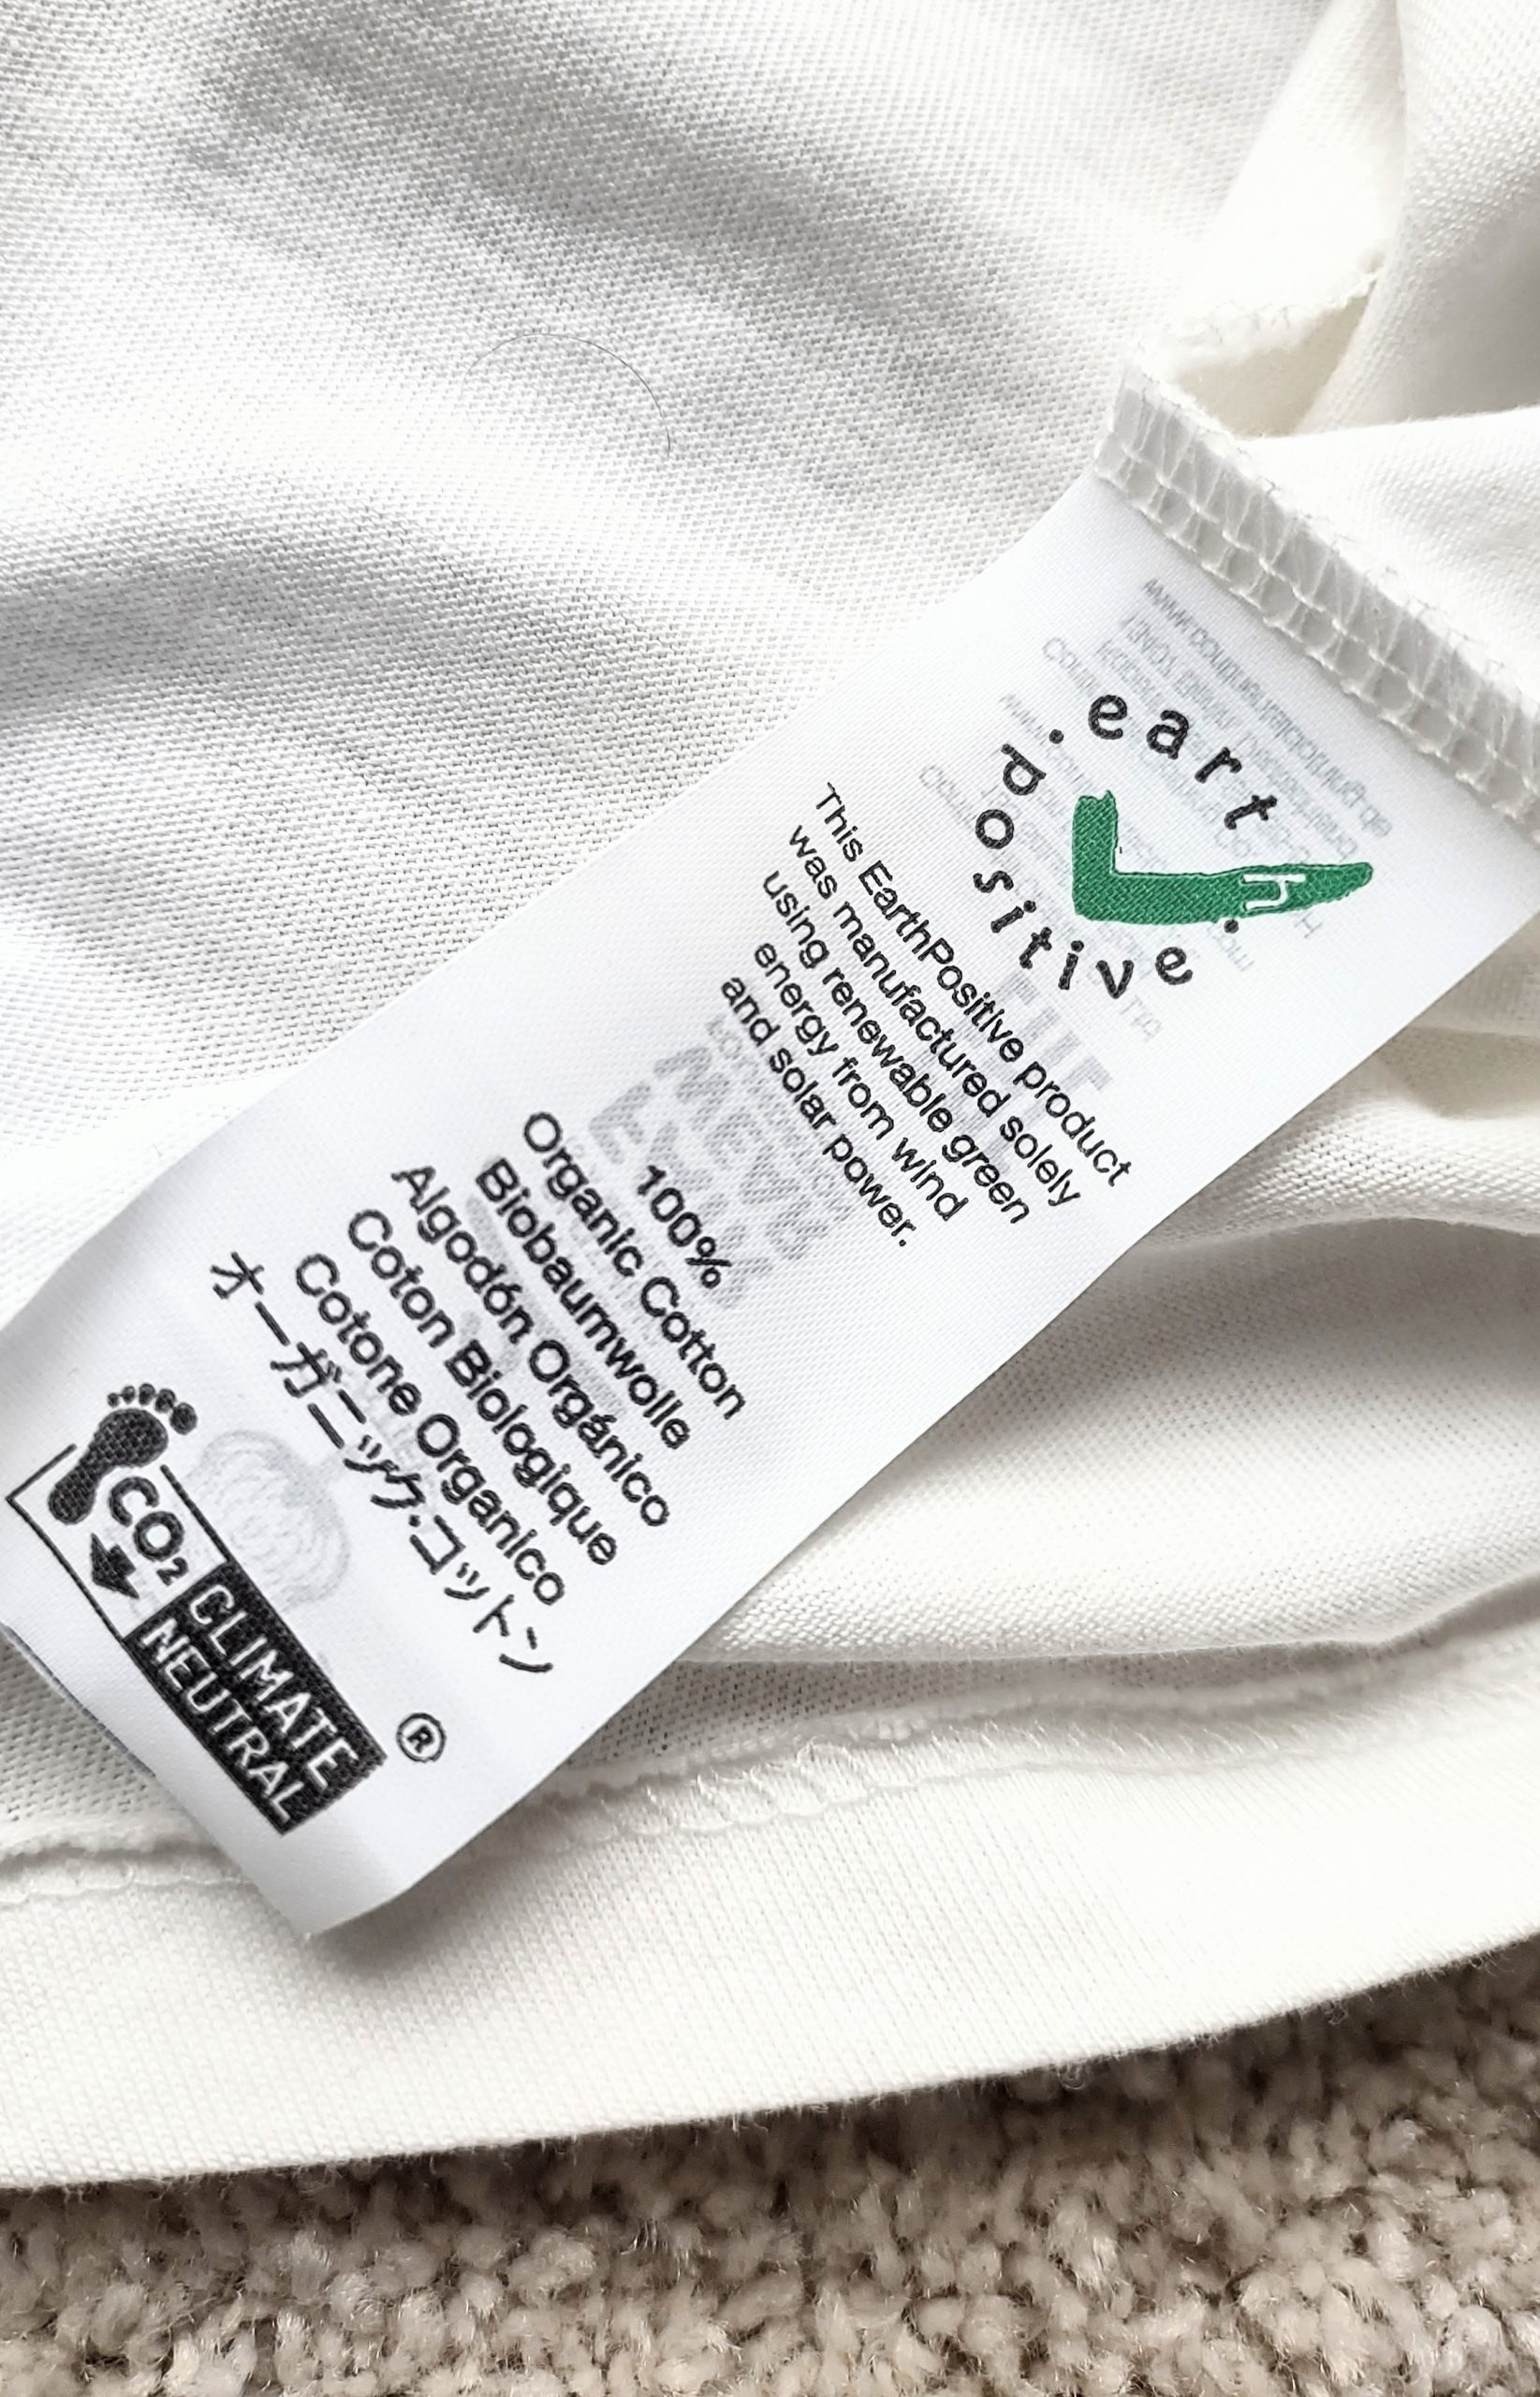 earth
positive
This EarthPositive product
was manufactured solely
using renewable green
energy from wind
and solar power.
100%
Organic Cotton
Biobaumwolle
Algodón Orgánico
Coton Biologique
Cotone Organico
オーガニック・コットン
CO₂ CLIMATE
NEUTRAL
®